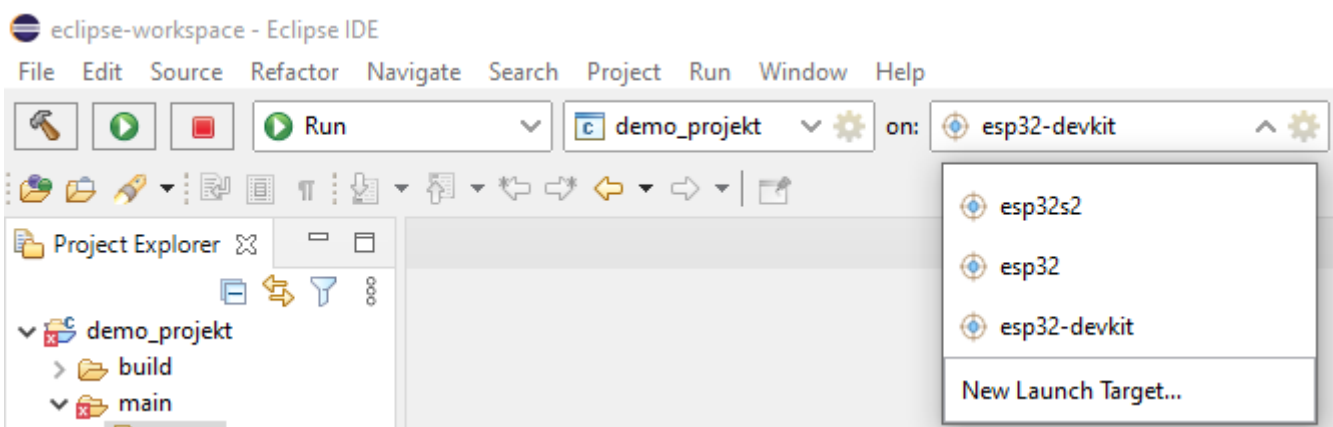 eclipse-workspace - Eclipse IDE
File Edit Source Refactor Navigate Search Project Run Window Help
Run demo_projekt on: esp32-devkit
esp32s2
Project Explorer
esp32
esp32-devkit
demo_projekt
build
New Launch Target...
main